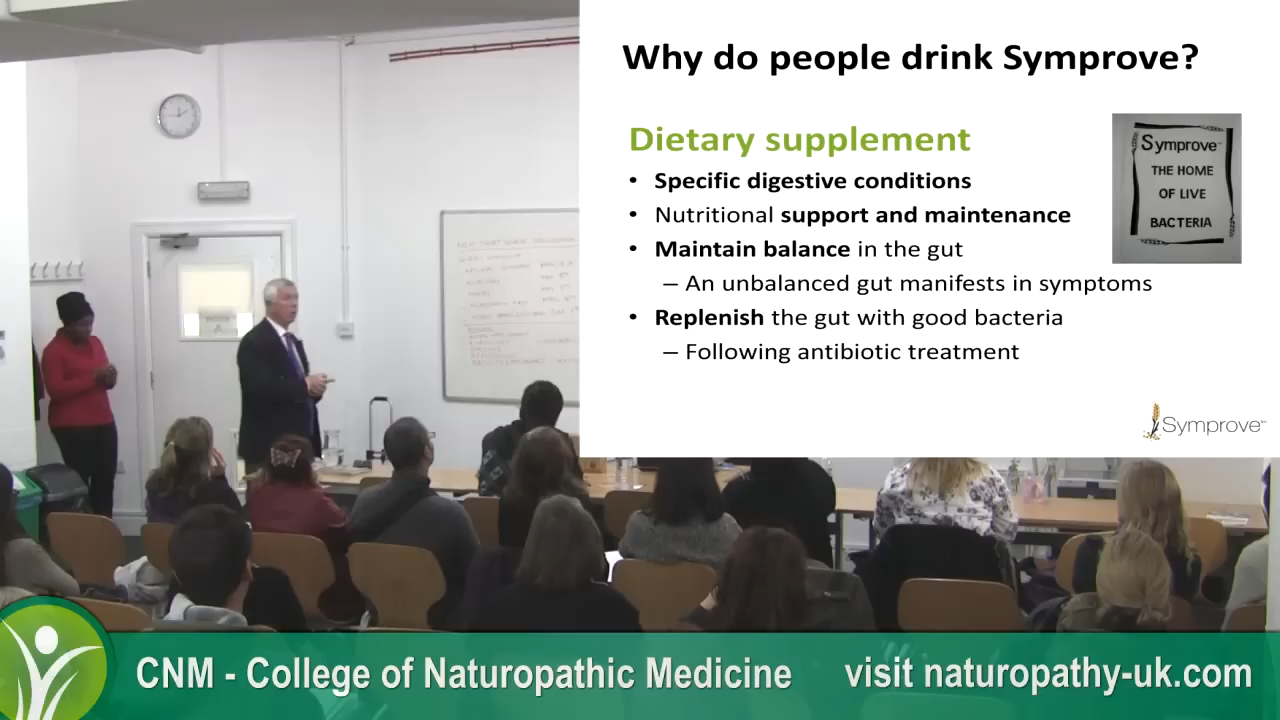 Why do people drink Symprove?
Dietary supplement
• Specific digestive conditions
• Nutritional support and maintenance
• Maintain balance in the gut
– An unbalanced gut manifests in symptoms
• Replenish the gut with good bacteria
– Following antibiotic treatment
Symprove™
THE HOME
OF LIVE
BACTERIA
Symprove™
CNM - College of Naturopathic Medicine visit naturopathy-uk.com